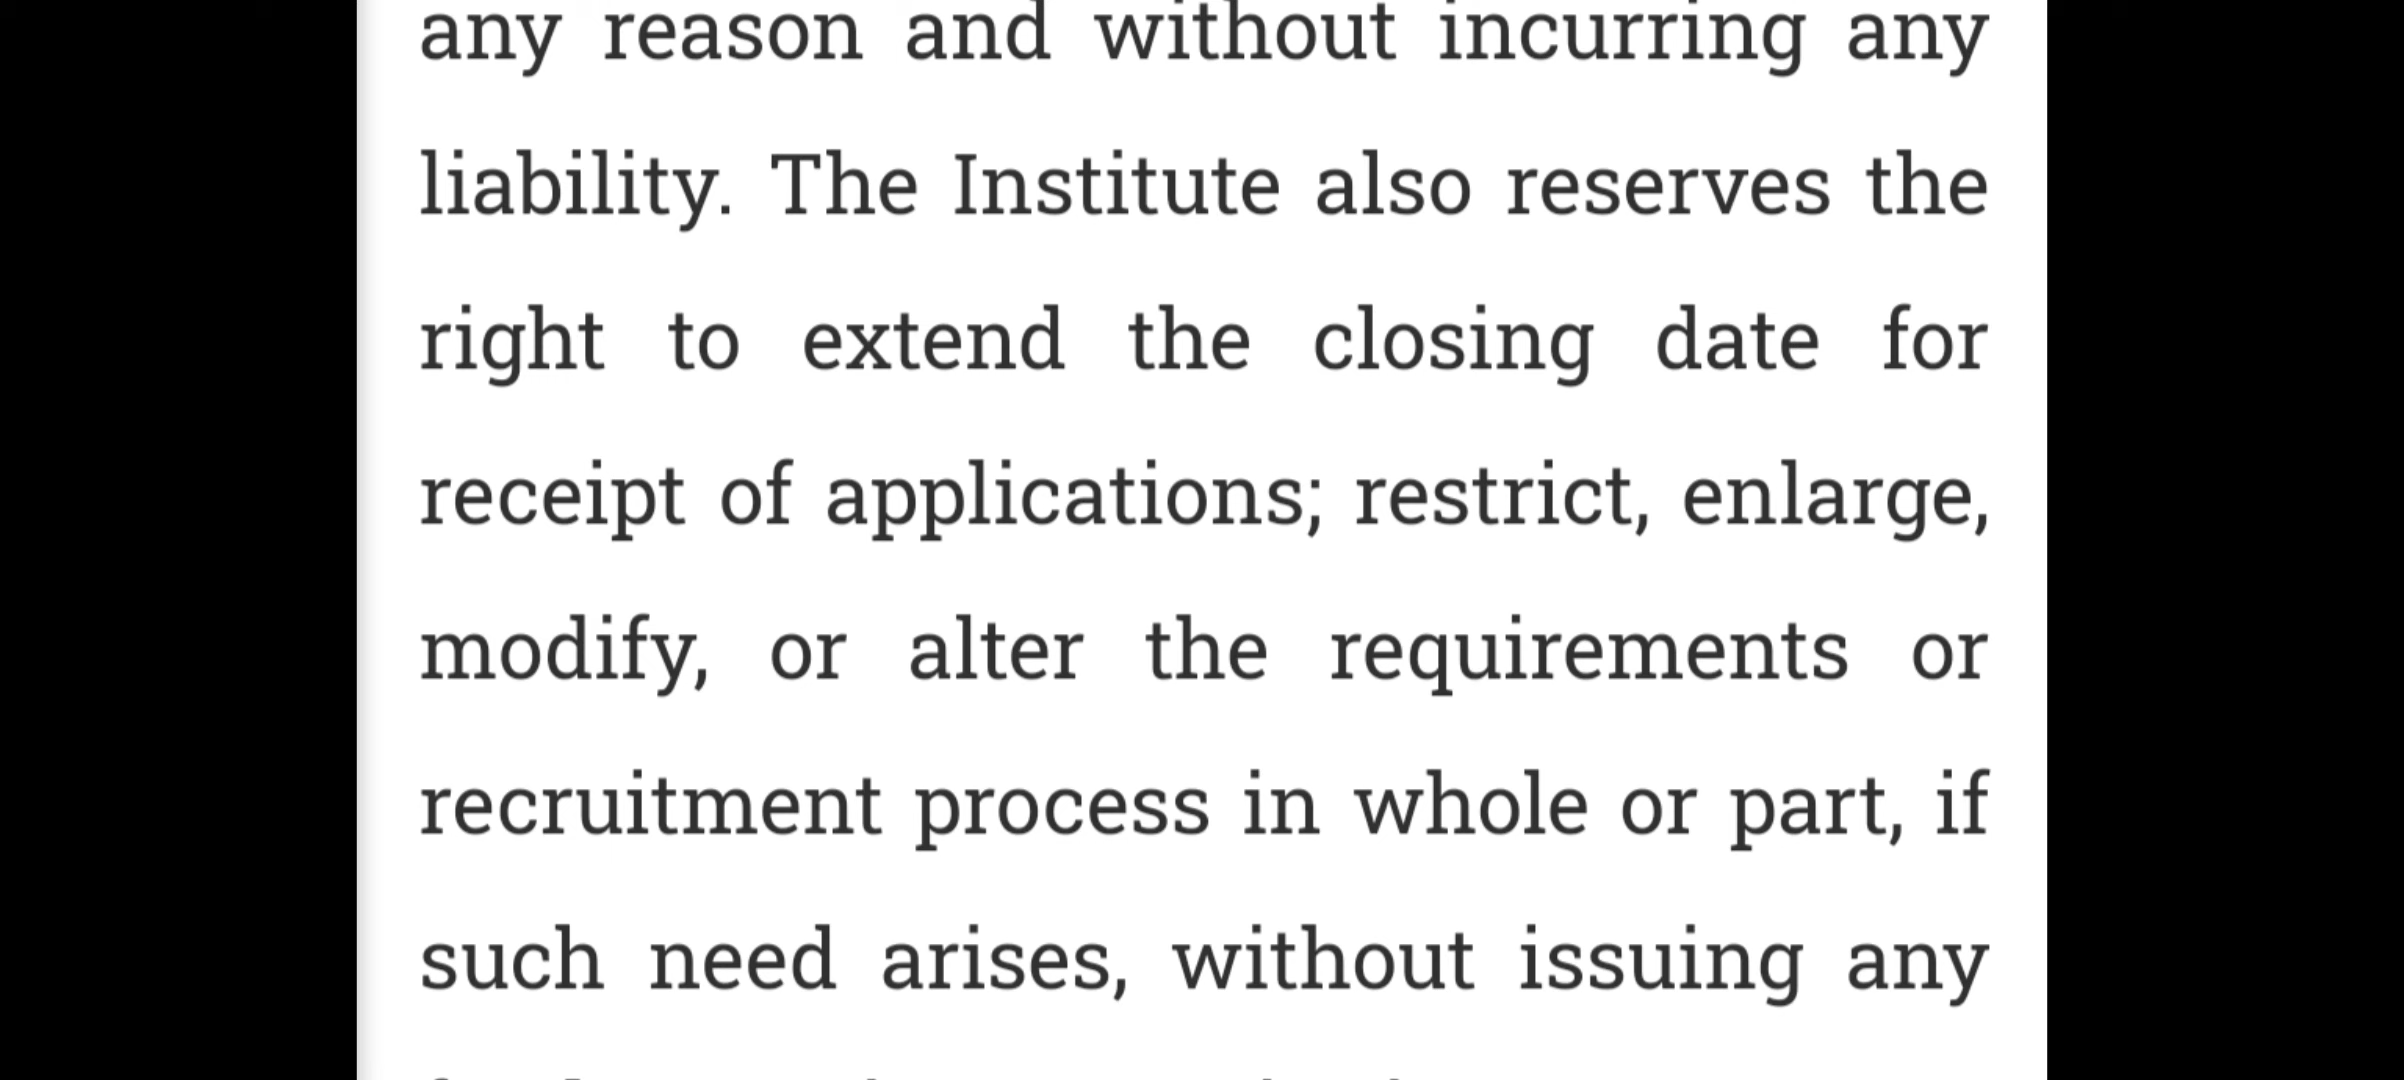 any reason and without incurring any
liability. The Institute also reserves the
right to extend the closing date for
receipt of applications; restrict, enlarge,
modify, or alter the requirements or
recruitment process in whole or part, if
such need arises, without issuing any